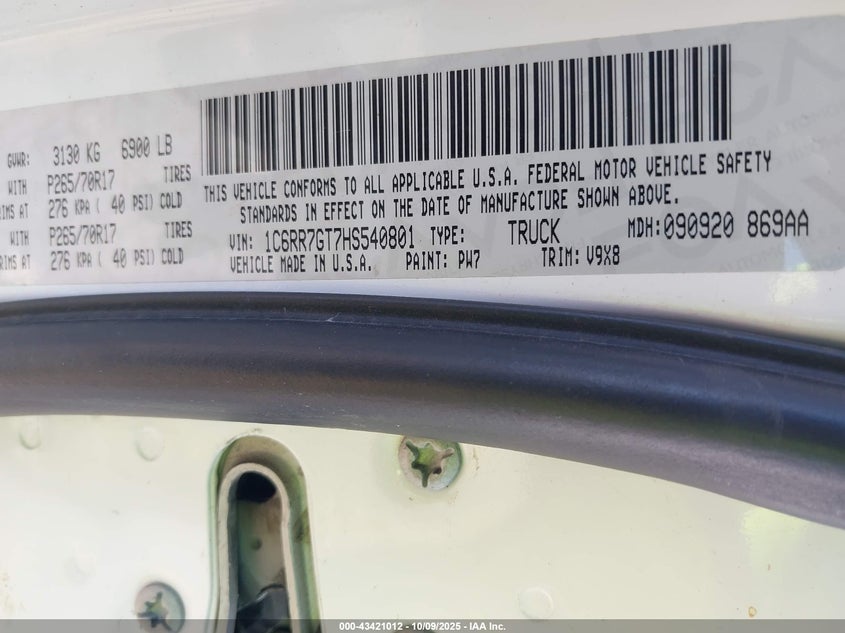 GVWR: 3130 KG 6900 LB
WITH P265/70R17 TIRES
RIMS AT 276 KPA ( 40 PSI) COLD
WITH P265/70R17 TIRES
RIMS AT 276 KPA ( 40 PSI) COLD
THIS VEHICLE CONFORMS TO ALL APPLICABLE U.S.A. FEDERAL MOTOR VEHICLE SAFETY
STANDARDS IN EFFECT ON THE DATE OF MANUFACTURE SHOWN ABOVE.
VIN: 1C6RR7GT7HS540801 TYPE: TRUCK MDH: 090920 869AA
VEHICLE MADE IN U.S.A. PAINT: PW7 TRIM: V9X8
000-43421012 - 10/09/2025 - IAA Inc.